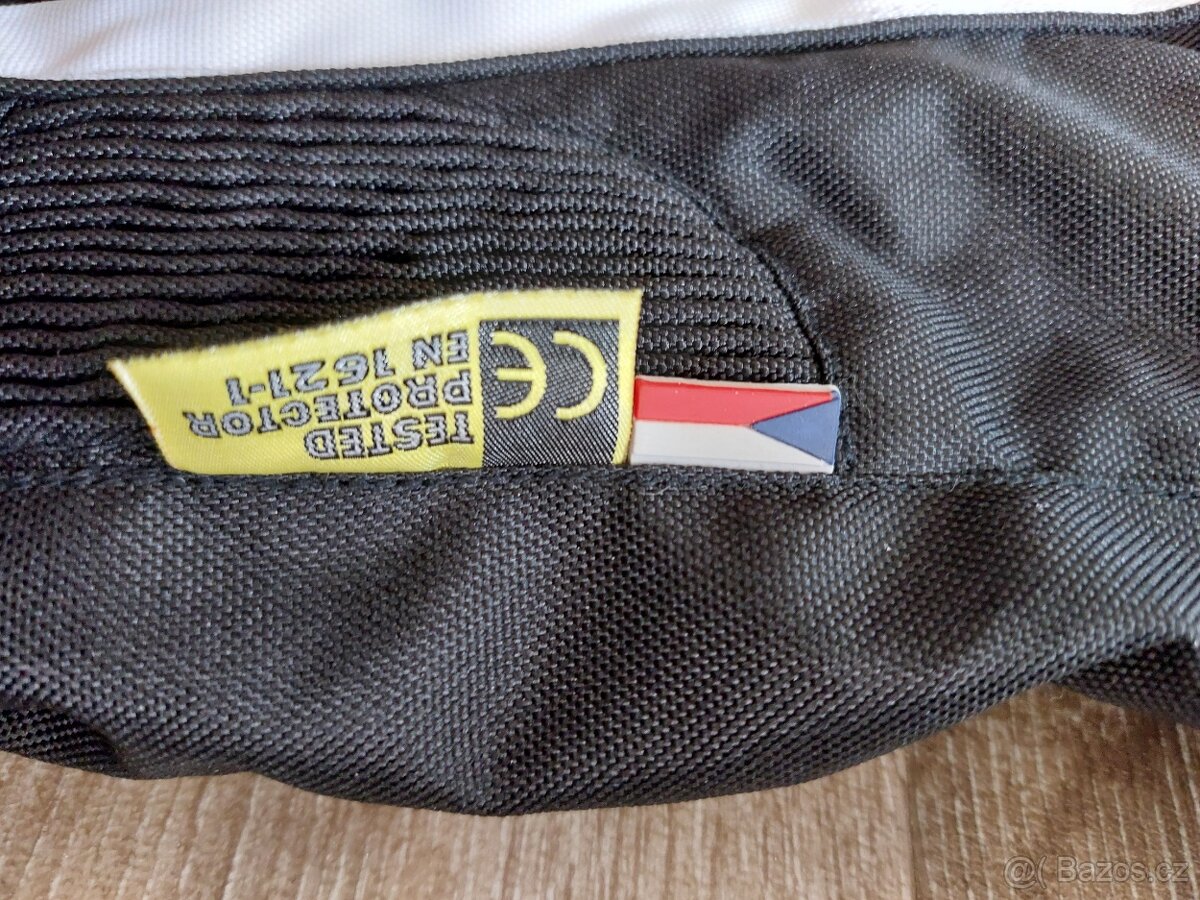 CE
EN 1621-1
PROTECTOR
TESTED
@( Bazos.cz